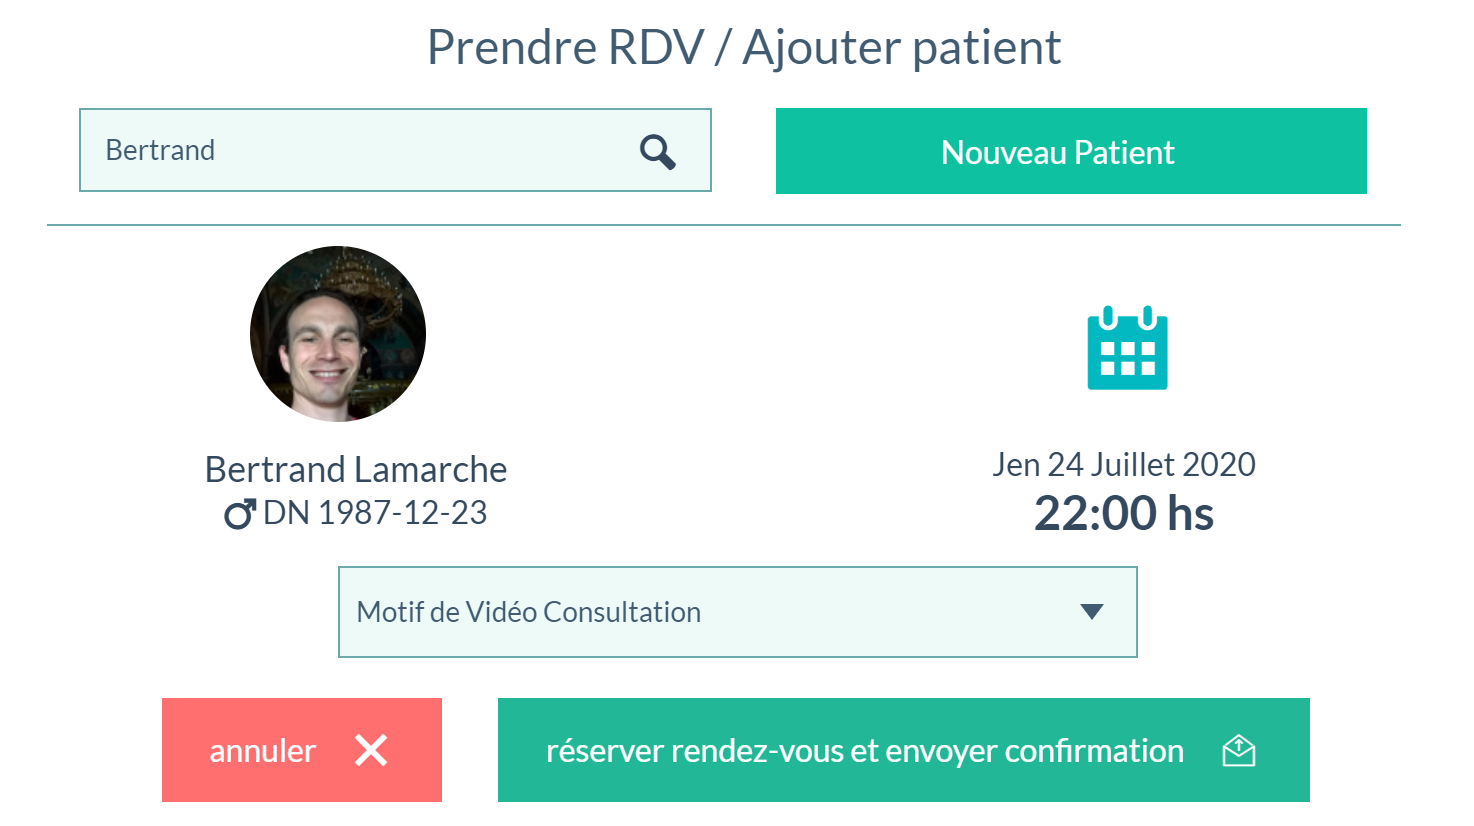 Prendre RDV / Ajouter patient
Bertrand
Nouveau Patient
Bertrand Lamarche
DN 1987-12-23
Jen 24 Juillet 2020
22:00 hs
Motif de Vidéo Consultation
annuler
réserver rendez-vous et envoyer confirmation